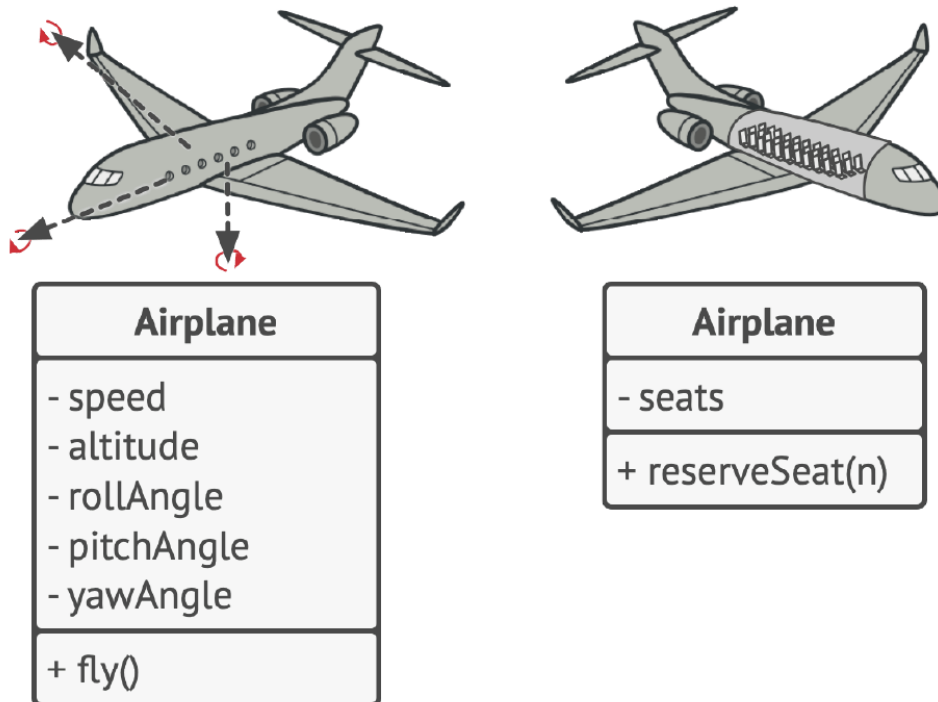 Airplane
- speed
- altitude
- rollAngle
- pitchAngle
- yawAngle
+ fly()
Airplane
- seats
+ reserveSeat(n)